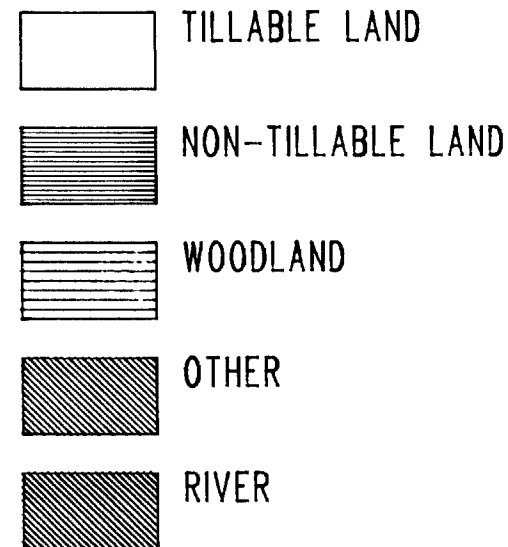 TILLABLE LAND
NON-TILLABLE LAND
WOODLAND
OTHER
RIVER